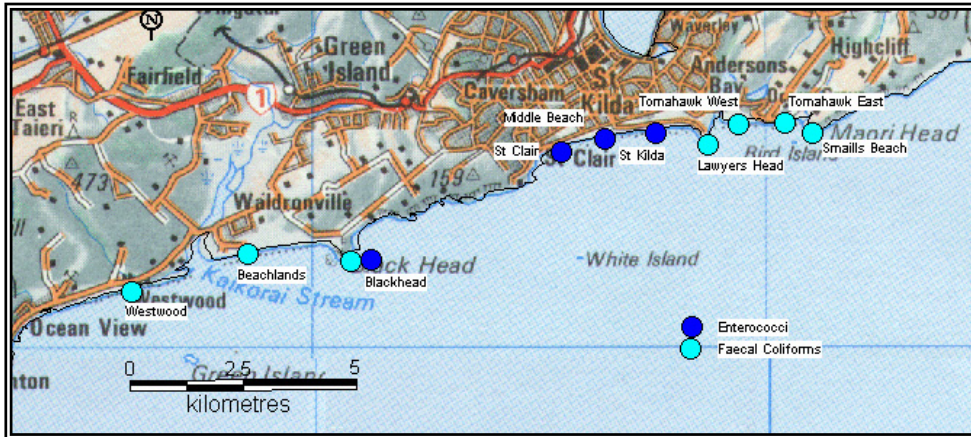 N
Fairfield
Green
Island
East
Taieri
R
1
Caversham
St
Kilda
Waverley
Andersons
Bay
Highcliff
Middle Beach
Tomahawk West
Tomahawk East
St Clair
St Clair
St Kilda
Maori Head
Smaills Beach
Bird Island
Lawyers Head
473
159
Waldronville
Beachlands
Black Head
Blackhead
White Island
Kaikorai Stream
Westwood
Westwood
Ocean View
Enterococci
Faecal Coliforms
Green Island
0 2.5 5
kilometres